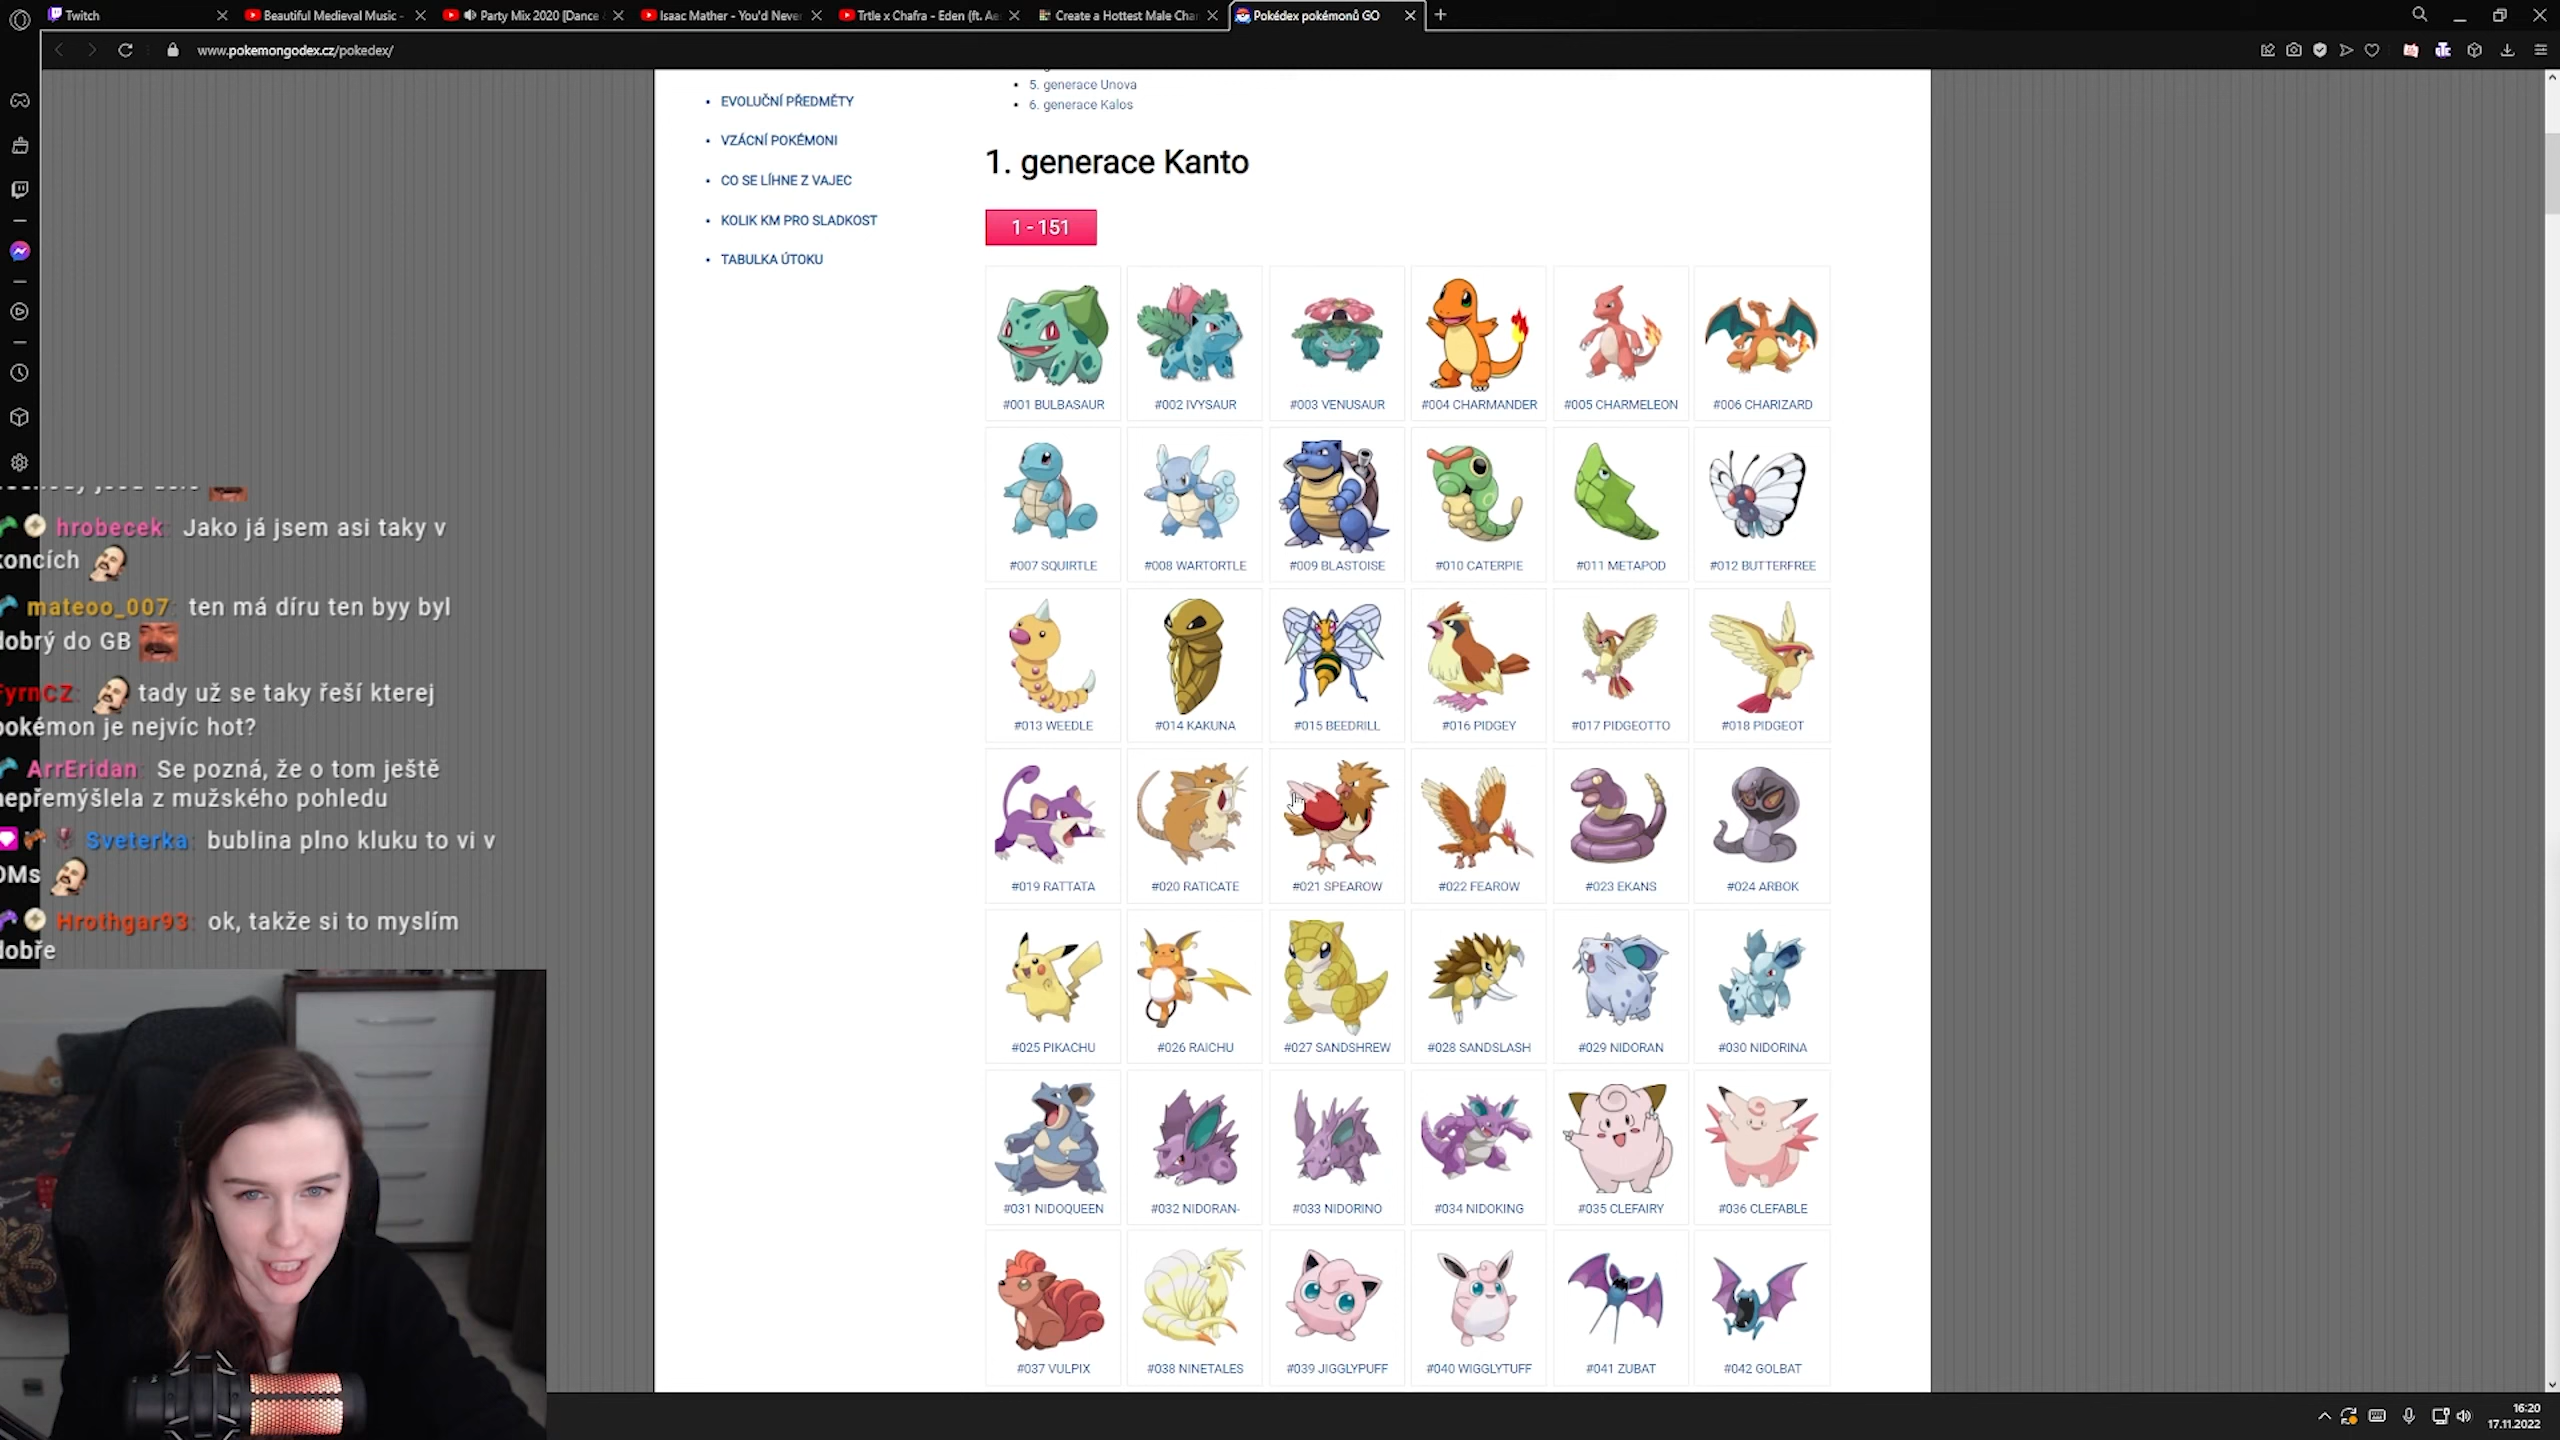 Twitch
Beautiful Medieval Music -
Party Mix 2020 [Dance &
Isaac Mather - You'd Never
Trtle x Chafra - Eden (ft. Ae
Create a Hottest Male Char
Pokédex pokémonů GO
www.pokemongodex.cz/pokedex/
EVOLUČNÍ PŘEDMĚTY
VZÁCNÍ POKÉMONI
CO SE LÍHNE Z VAJEC
KOLIK KM PRO SLADKOST
TABULKA ÚTOKU
5. generace Unova
6. generace Kalos
1. generace Kanto
1 - 151
#001 BULBASAUR
#002 IVYSAUR
#003 VENUSAUR
#004 CHARMANDER
#005 CHARMELEON
#006 CHARIZARD
#007 SQUIRTLE
#008 WARTORTLE
#009 BLASTOISE
#010 CATERPIE
#011 METAPOD
#012 BUTTERFREE
#013 WEEDLE
#014 KAKUNA
#015 BEEDRILL
#016 PIDGEY
#017 PIDGEOTTO
#018 PIDGEOT
#019 RATTATA
#020 RATICATE
#021 SPEAROW
#022 FEAROW
#023 EKANS
#024 ARBOK
#025 PIKACHU
#026 RAICHU
#027 SANDSHREW
#028 SANDSLASH
#029 NIDORAN
#030 NIDORINA
#031 NIDOQUEEN
#032 NIDORAN-
#033 NIDORINO
#034 NIDOKING
#035 CLEFAIRY
#036 CLEFABLE
#037 VULPIX
#038 NINETALES
#039 JIGGLYPUFF
#040 WIGGLYTUFF
#041 ZUBAT
#042 GOLBAT
hrobecek: Jako já jsem asi taky v
koncích
mateoo_007: ten má díru ten byy byl
dobrý do GB
FyrnCZ: tady už se taky řeší kterej
pokémon je nejvíc hot?
ArrEridan: Se pozná, že o tom ještě
nepřemýšlela z mužského pohledu
Sveterka: bublina plno kluku to vi v
DMs
Hrothgar93: ok, takže si to myslím
dobře
16:20
17.11.2022